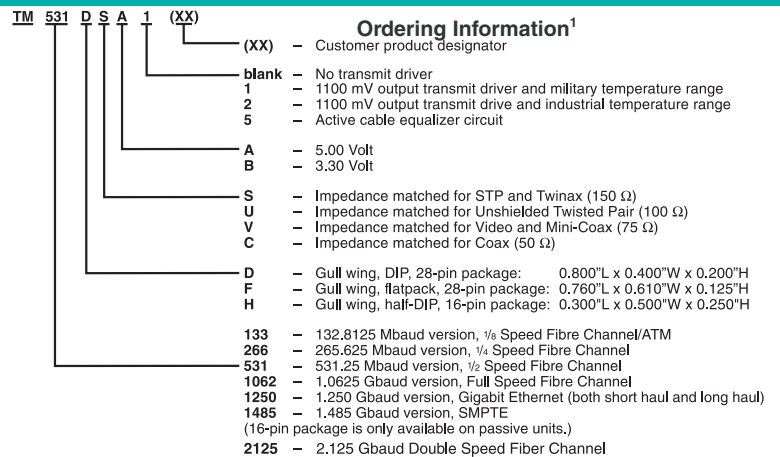 TM 531 D S A 1 (XX)
Ordering Information¹
(XX) – Customer product designator
blank – No transmit driver
1 – 1100 mV output transmit driver and military temperature range
2 – 1100 mV output transmit drive and industrial temperature range
5 – Active cable equalizer circuit
A – 5.00 Volt
B – 3.30 Volt
S – Impedance matched for STP and Twinax (150 Ω)
U – Impedance matched for Unshielded Twisted Pair (100 Ω)
V – Impedance matched for Video and Mini-Coax (75 Ω)
C – Impedance matched for Coax (50 Ω)
D – Gull wing, DIP, 28-pin package: 0.800”L x 0.400”W x 0.200”H
F – Gull wing, flatpack, 28-pin package: 0.760”L x 0.610”W x 0.125”H
H – Gull wing, half-DIP, 16-pin package: 0.300"L x 0.500"W x 0.250"H
133 – 132.8125 Mbaud version, 1/8 Speed Fibre Channel/ATM
266 – 265.625 Mbaud version, 1/4 Speed Fibre Channel
531 – 531.25 Mbaud version, 1/2 Speed Fibre Channel
1062 – 1.0625 Gbaud version, Full Speed Fibre Channel
1250 – 1.250 Gbaud version, Gigabit Ethernet (both short haul and long haul)
1485 – 1.485 Gbaud version, SMPTE
(16-pin package is only available on passive units.)
2125 – 2.125 Gbaud Double Speed Fiber Channel